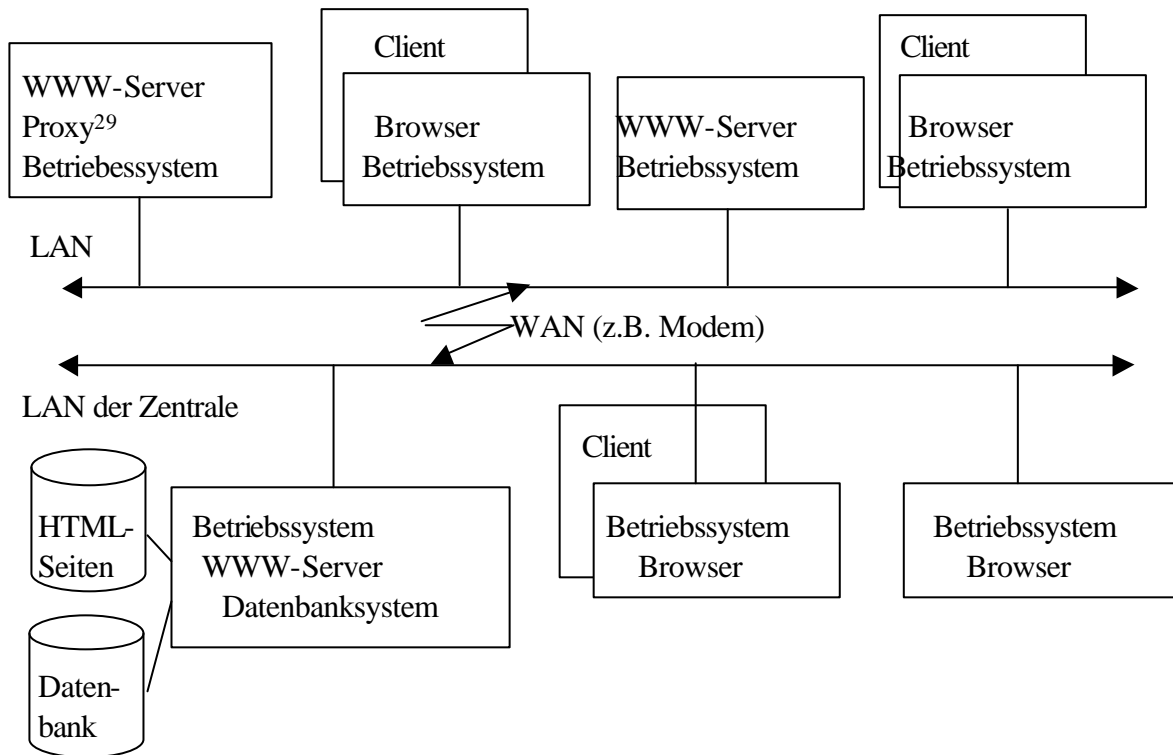 WWW-Server
Proxy29
Betriebessystem
Client
Browser
Betriebssystem
WWW-Server
Betriebssystem
Client
Browser
Betriebssystem
LAN
WAN (z.B. Modem)
LAN der Zentrale
HTML-
Seiten
Daten-
bank
Betriebssystem
WWW-Server
Datenbanksystem
Client
Betriebssystem
Browser
Betriebssystem
Browser